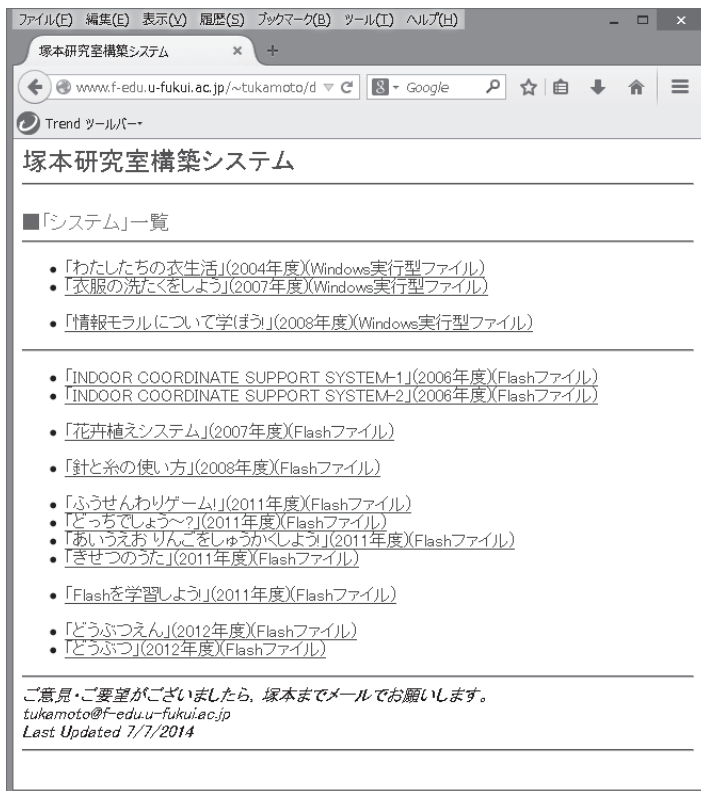 ファイル(F) 編集(E) 表示(V) 履歴(S) ブックマーク(B) ツール(T) ヘルプ(H)
塚本研究室構築システム
www.f-edu.u-fukui.ac.jp/~tukamoto/d
Google
Trend ツールバー
塚本研究室構築システム
■「システム」一覧
•「わたしたちの衣生活」(2004年度)(Windows実行型ファイル)
•「衣服の洗たくをしよう」(2007年度)(Windows実行型ファイル)
•「情報モラルについて学ぼう!」(2008年度)(Windows実行型ファイル)
•「INDOOR COORDINATE SUPPORT SYSTEM-1」(2006年度)(Flashファイル)
•「INDOOR COORDINATE SUPPORT SYSTEM-2」(2006年度)(Flashファイル)
•「花卉植えシステム」(2007年度)(Flashファイル)
•「針と糸の使い方」(2008年度)(Flashファイル)
•「ふうせんわりゲーム!」(2011年度)(Flashファイル)
•「どっちでしょう～?」(2011年度)(Flashファイル)
•「あいうえお りんごをしゅうかくしよう!」(2011年度)(Flashファイル)
•「きせつのうた」(2011年度)(Flashファイル)
•「Flashを学習しよう!」(2011年度)(Flashファイル)
•「どうぶつえん」(2012年度)(Flashファイル)
•「どうぶつ」(2012年度)(Flashファイル)
ご意見・ご要望がございましたら, 塚本までメールでお願いします。
tukamoto@f-edu.u-fukui.ac.jp
Last Updated 7/7/2014